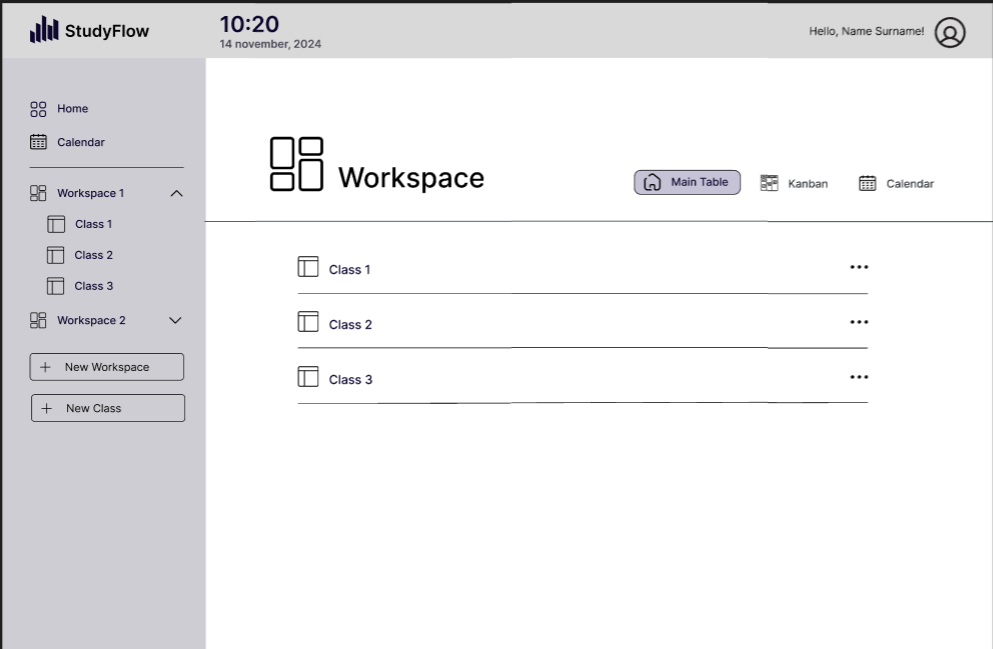 StudyFlow
10:20
14 november, 2024
Hello, Name Surname!
Home
Calendar
Workspace 1
Class 1
Class 2
Class 3
Workspace 2
New Workspace
New Class
Workspace
Main Table
Kanban
Calendar
Class 1
Class 2
Class 3